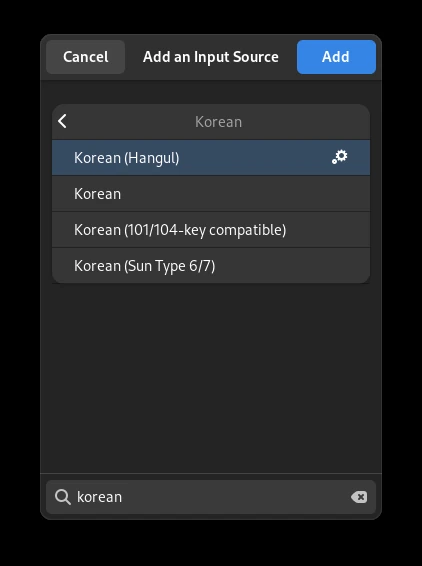 Cancel Add an Input Source Add
Korean
Korean (Hangul)
Korean
Korean (101/104-key compatible)
Korean (Sun Type 6/7)
korean